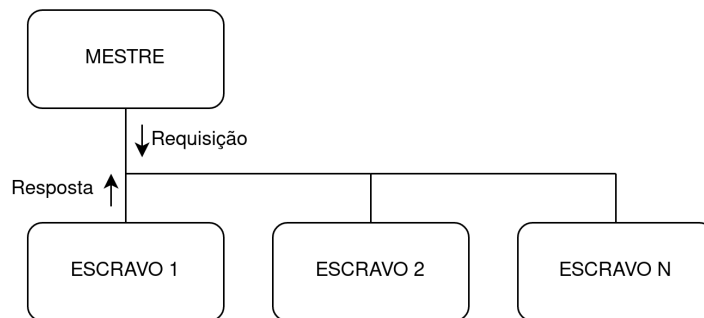 MESTRE
Requisição
Resposta
ESCRAVO 1
ESCRAVO 2
ESCRAVO N